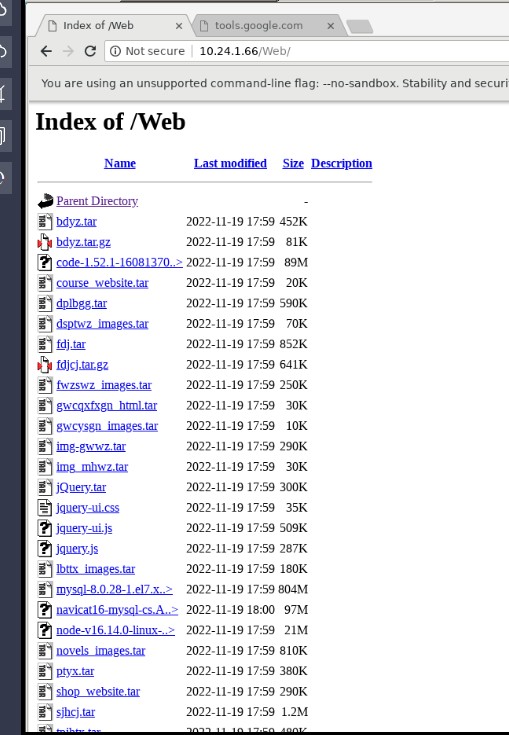 Index of /Web
tools.google.com
Not secure | 10.24.1.66/Web/
You are using an unsupported command-line flag: --no-sandbox. Stability and securi
Index of /Web
Name Last modified Size Description
Parent Directory -
bdyz.tar 2022-11-19 17:59 452K
bdyz.tar.gz 2022-11-19 17:59 81K
code-1.52.1-16081370..> 2022-11-19 17:59 89M
course_website.tar 2022-11-19 17:59 20K
dplbgg.tar 2022-11-19 17:59 590K
dsptwz_images.tar 2022-11-19 17:59 70K
fdj.tar 2022-11-19 17:59 852K
fdjcj.tar.gz 2022-11-19 17:59 641K
fwzswz_images.tar 2022-11-19 17:59 250K
gwcqxfxgn_html.tar 2022-11-19 17:59 30K
gwcysgn_images.tar 2022-11-19 17:59 10K
img-gwwz.tar 2022-11-19 17:59 290K
img_mhwz.tar 2022-11-19 17:59 30K
jQuery.tar 2022-11-19 17:59 300K
jquery-ui.css 2022-11-19 17:59 35K
jquery-ui.js 2022-11-19 17:59 509K
jquery.js 2022-11-19 17:59 287K
lbttx_images.tar 2022-11-19 17:59 180K
mysql-8.0.28-1.el7.x..> 2022-11-19 17:59 804M
navicat16-mysql-cs.A..> 2022-11-19 18:00 97M
node-v16.14.0-linux-..> 2022-11-19 17:59 21M
novels_images.tar 2022-11-19 17:59 810K
ptyx.tar 2022-11-19 17:59 380K
shop_website.tar 2022-11-19 17:59 290K
sjhcj.tar 2022-11-19 17:59 1.2M
2022-11-19 17:59 480K